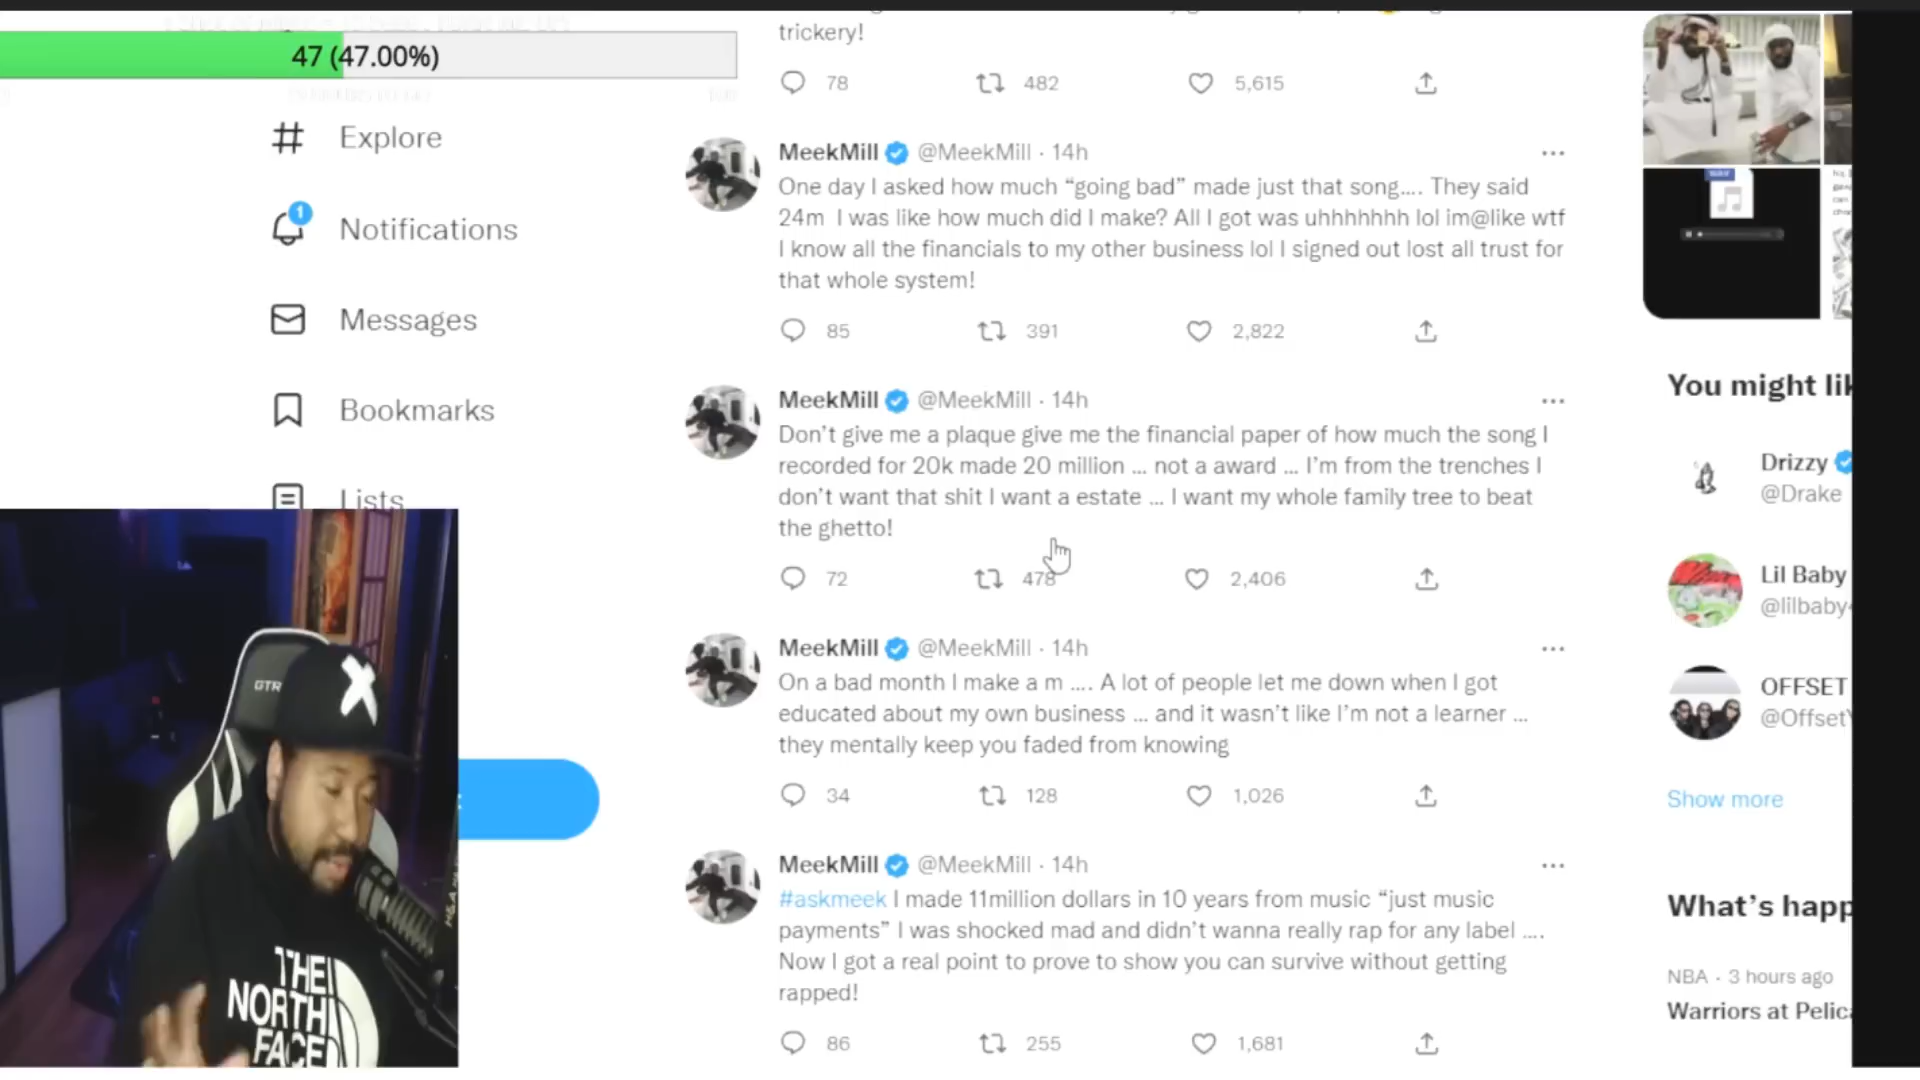 trickery!
47 (47.00%)
78 482 5,615
Explore
MeekMill @MeekMill · 14h
One day I asked how much “going bad” made just that song.... They said
24m I was like how much did I make? All I got was uhhhhhhh lol im@like wtf
I know all the financials to my other business lol I signed out lost all trust for
that whole system!
1
Notifications
Messages
85 391 2,822
You might lik
MeekMill @MeekMill · 14h
Don’t give me a plaque give me the financial paper of how much the song I
recorded for 20k made 20 million ... not a award ... I’m from the trenches I
don’t want that shit I want a estate ... I want my whole family tree to beat
the ghetto!
Bookmarks
Lists
Drizzy
@Drake
72 478 2,406
Lil Baby
@lilbaby
MeekMill @MeekMill · 14h
On a bad month I make a m .... A lot of people let me down when I got
educated about my own business ... and it wasn’t like I’m not a learner ...
they mentally keep you faded from knowing
OFFSET
@OffsetY
34 128 1,026
Show more
MeekMill @MeekMill · 14h
#askmeek I made 11million dollars in 10 years from music “just music
payments” I was shocked mad and didn’t wanna really rap for any label ....
Now I got a real point to prove to show you can survive without getting
rapped!
86 255 1,681
What’s happ
NBA · 3 hours ago
Warriors at Pelic
GTR
X
THE
NORTH
FACE